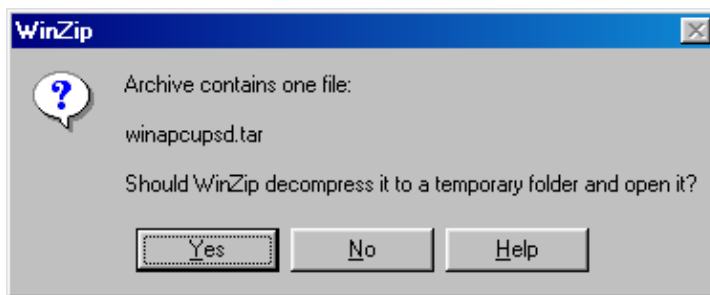 WinZip
Archive contains one file:
winapcupsd.tar
Should WinZip decompress it to a temporary folder and open it?
Yes No Help